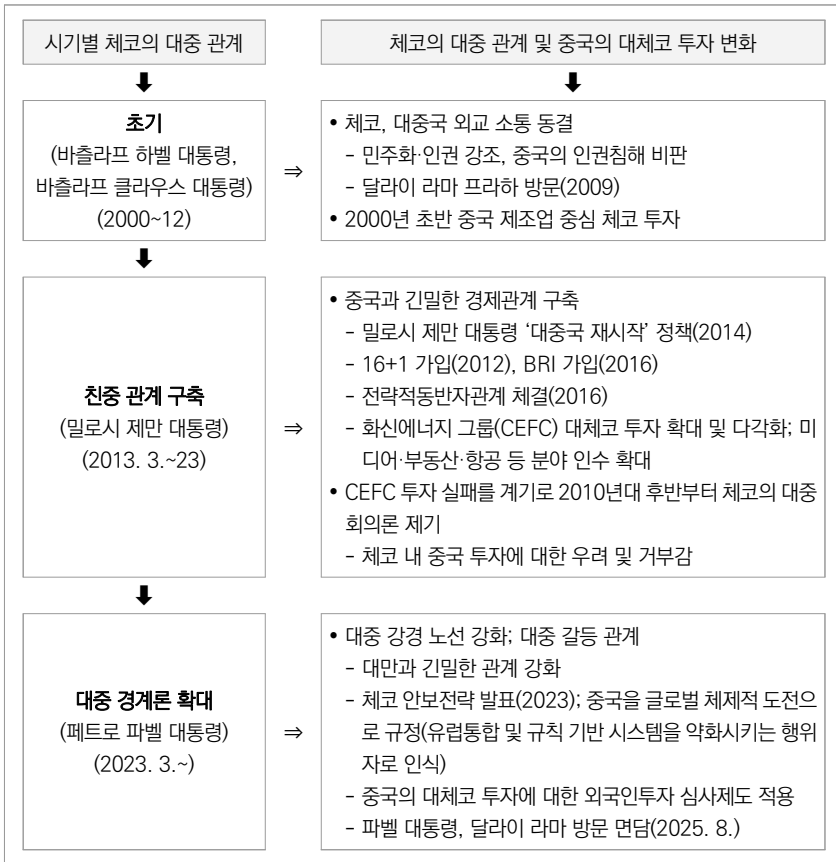 시기별 체코의 대중 관계
체코의 대중 관계 및 중국의 대체코 투자 변화
초기
(바츨라프 하벨 대통령,
바츨라프 클라우스 대통령)
(2000~12)
⇒
• 체코, 대중국 외교 소통 동결
- 민주화·인권 강조, 중국의 인권침해 비판
- 달라이 라마 프라하 방문(2009)
• 2000년 초반 중국 제조업 중심 체코 투자
친중 관계 구축
(밀로시 제만 대통령)
(2013. 3.~23)
⇒
• 중국과 긴밀한 경제관계 구축
- 밀로시 제만 대통령 ‘대중국 재시작’ 정책(2014)
- 16+1 가입(2012), BRI 가입(2016)
- 전략적동반자관계 체결(2016)
- 화신에너지 그룹(CEFC) 대체코 투자 확대 및 다각화; 미
디어·부동산·항공 등 분야 인수 확대
• CEFC 투자 실패를 계기로 2010년대 후반부터 체코의 대중
회의론 제기
- 체코 내 중국 투자에 대한 우려 및 거부감
대중 경계론 확대
(페트로 파벨 대통령)
(2023. 3.~)
⇒
• 대중 강경 노선 강화; 대중 갈등 관계
- 대만과 긴밀한 관계 강화
- 체코 안보전략 발표(2023); 중국을 글로벌 체제적 도전으
로 규정(유럽통합 및 규칙 기반 시스템을 약화시키는 행위
자로 인식)
- 중국의 대체코 투자에 대한 외국인투자 심사제도 적용
- 파벨 대통령, 달라이 라마 방문 면담(2025. 8.)